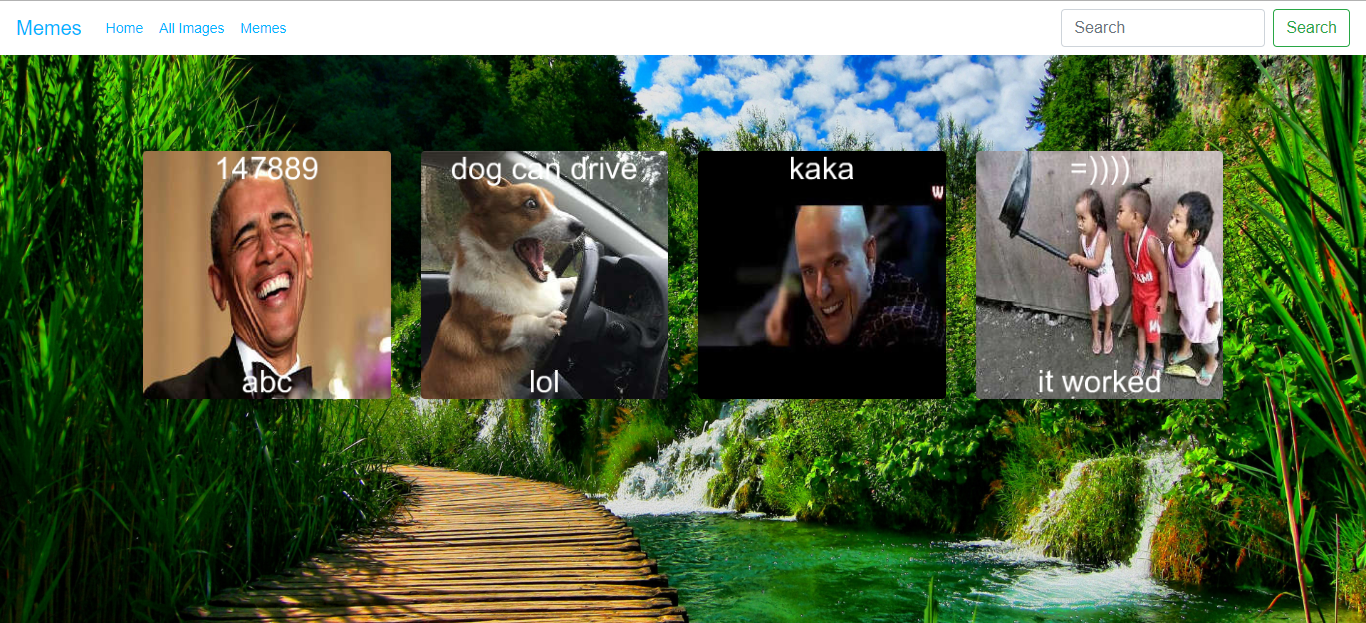 Memes Home All Images Memes Search Search
147889
dog can drive
kaka
=))))
W
abc
lol
it worked